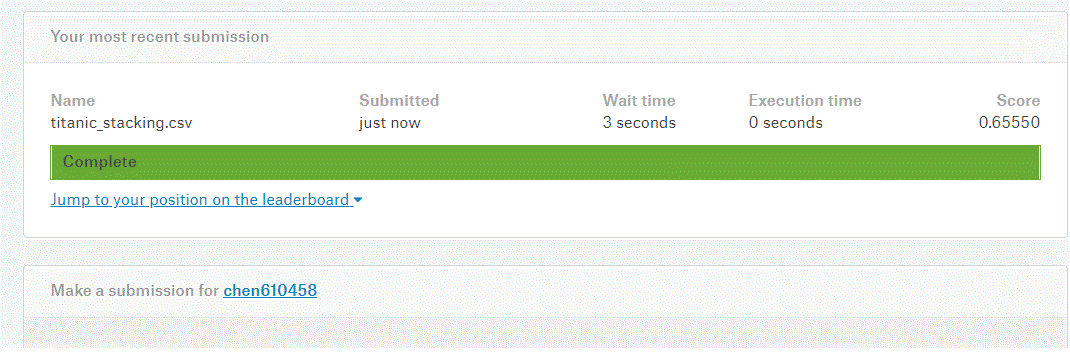 Your most recent submission
Name Submitted Wait time Execution time Score
titanic_stacking.csv just now 3 seconds 0 seconds 0.65550
Complete
Jump to your position on the leaderboard
Make a submission for chen610458